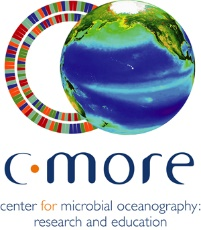 c·more
center for microbial oceanography:
research and education